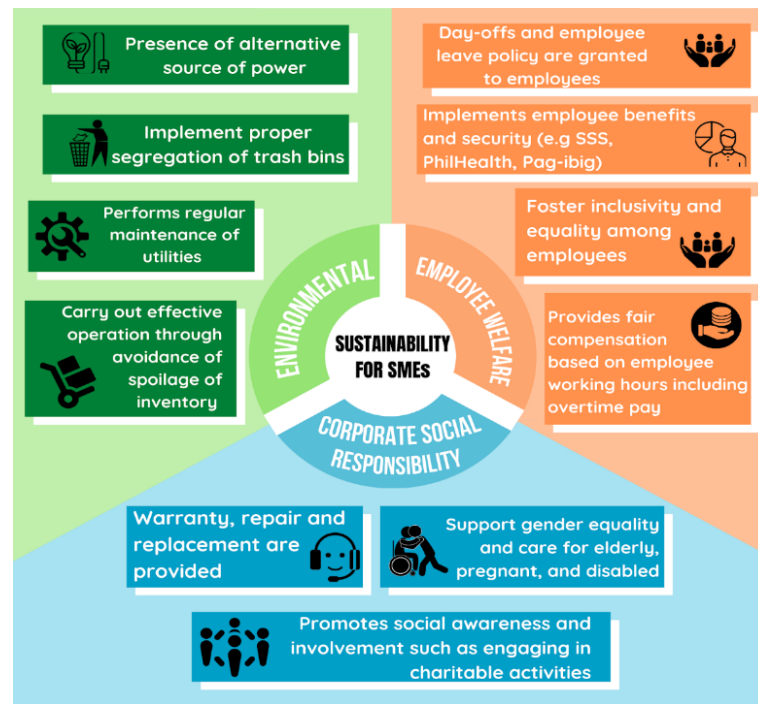 Presence of alternative
source of power
Implement proper
segregation of trash bins
Performs regular
maintenance of
utilities
Carry out effective
operation through
avoidance of
spoilage of
inventory
Day-offs and employee
leave policy are granted
to employees
Implements employee benefits
and security (e.g SSS,
PhilHealth, Pag-ibig)
Foster inclusivity and
equality among
employees
Provides fair
compensation
based on employee
working hours including
overtime pay
ENVIRONMENTAL
EMPLOYEE WELFARE
SUSTAINABILITY
FOR SMEs
CORPORATE SOCIAL
RESPONSIBILITY
Warranty, repair and
replacement are
provided
Support gender equality
and care for elderly,
pregnant, and disabled
Promotes social awareness and
involvement such as engaging in
charitable activities